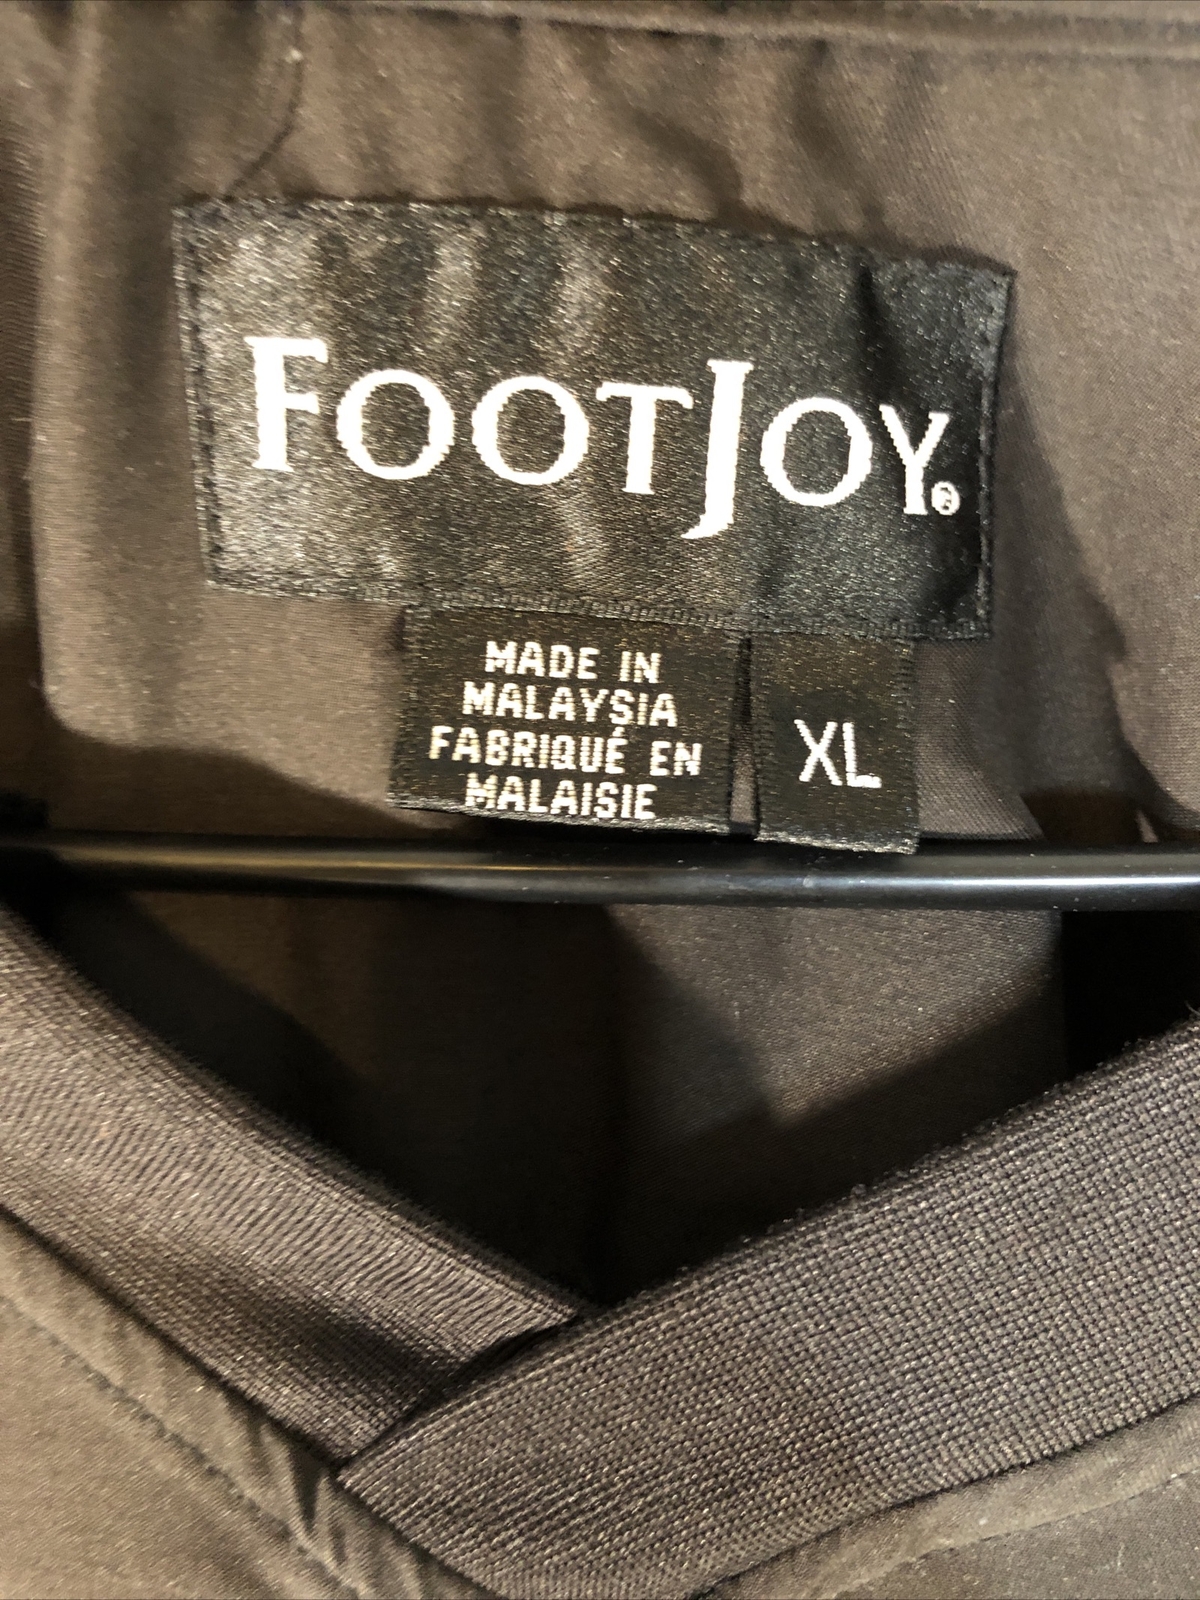 FOOTJOY®
MADE IN
MALAYSIA
FABRIQUÉ EN
MALAISIE
XL